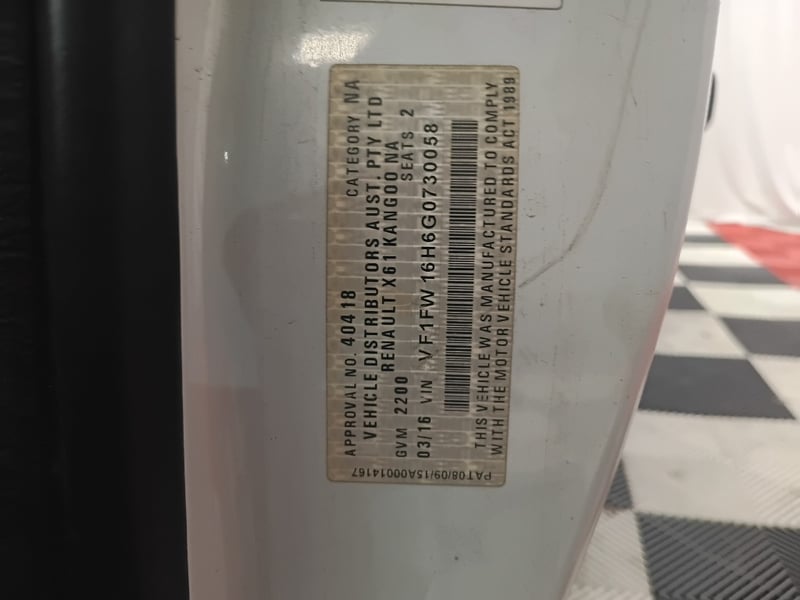 APPROVAL NO. 40418 CATEGORY NA
VEHICLE DISTRIBUTORS AUST. PTY LTD
RENAULT X61 KANGOO NA
GVM 2200 SEATS 2
03/16 VIN VF1FW16H6G0730058
THIS VEHICLE WAS MANUFACTURED TO COMPLY
WITH THE MOTOR VEHICLE STANDARDS ACT 1989
PAT08/09/15A00014167